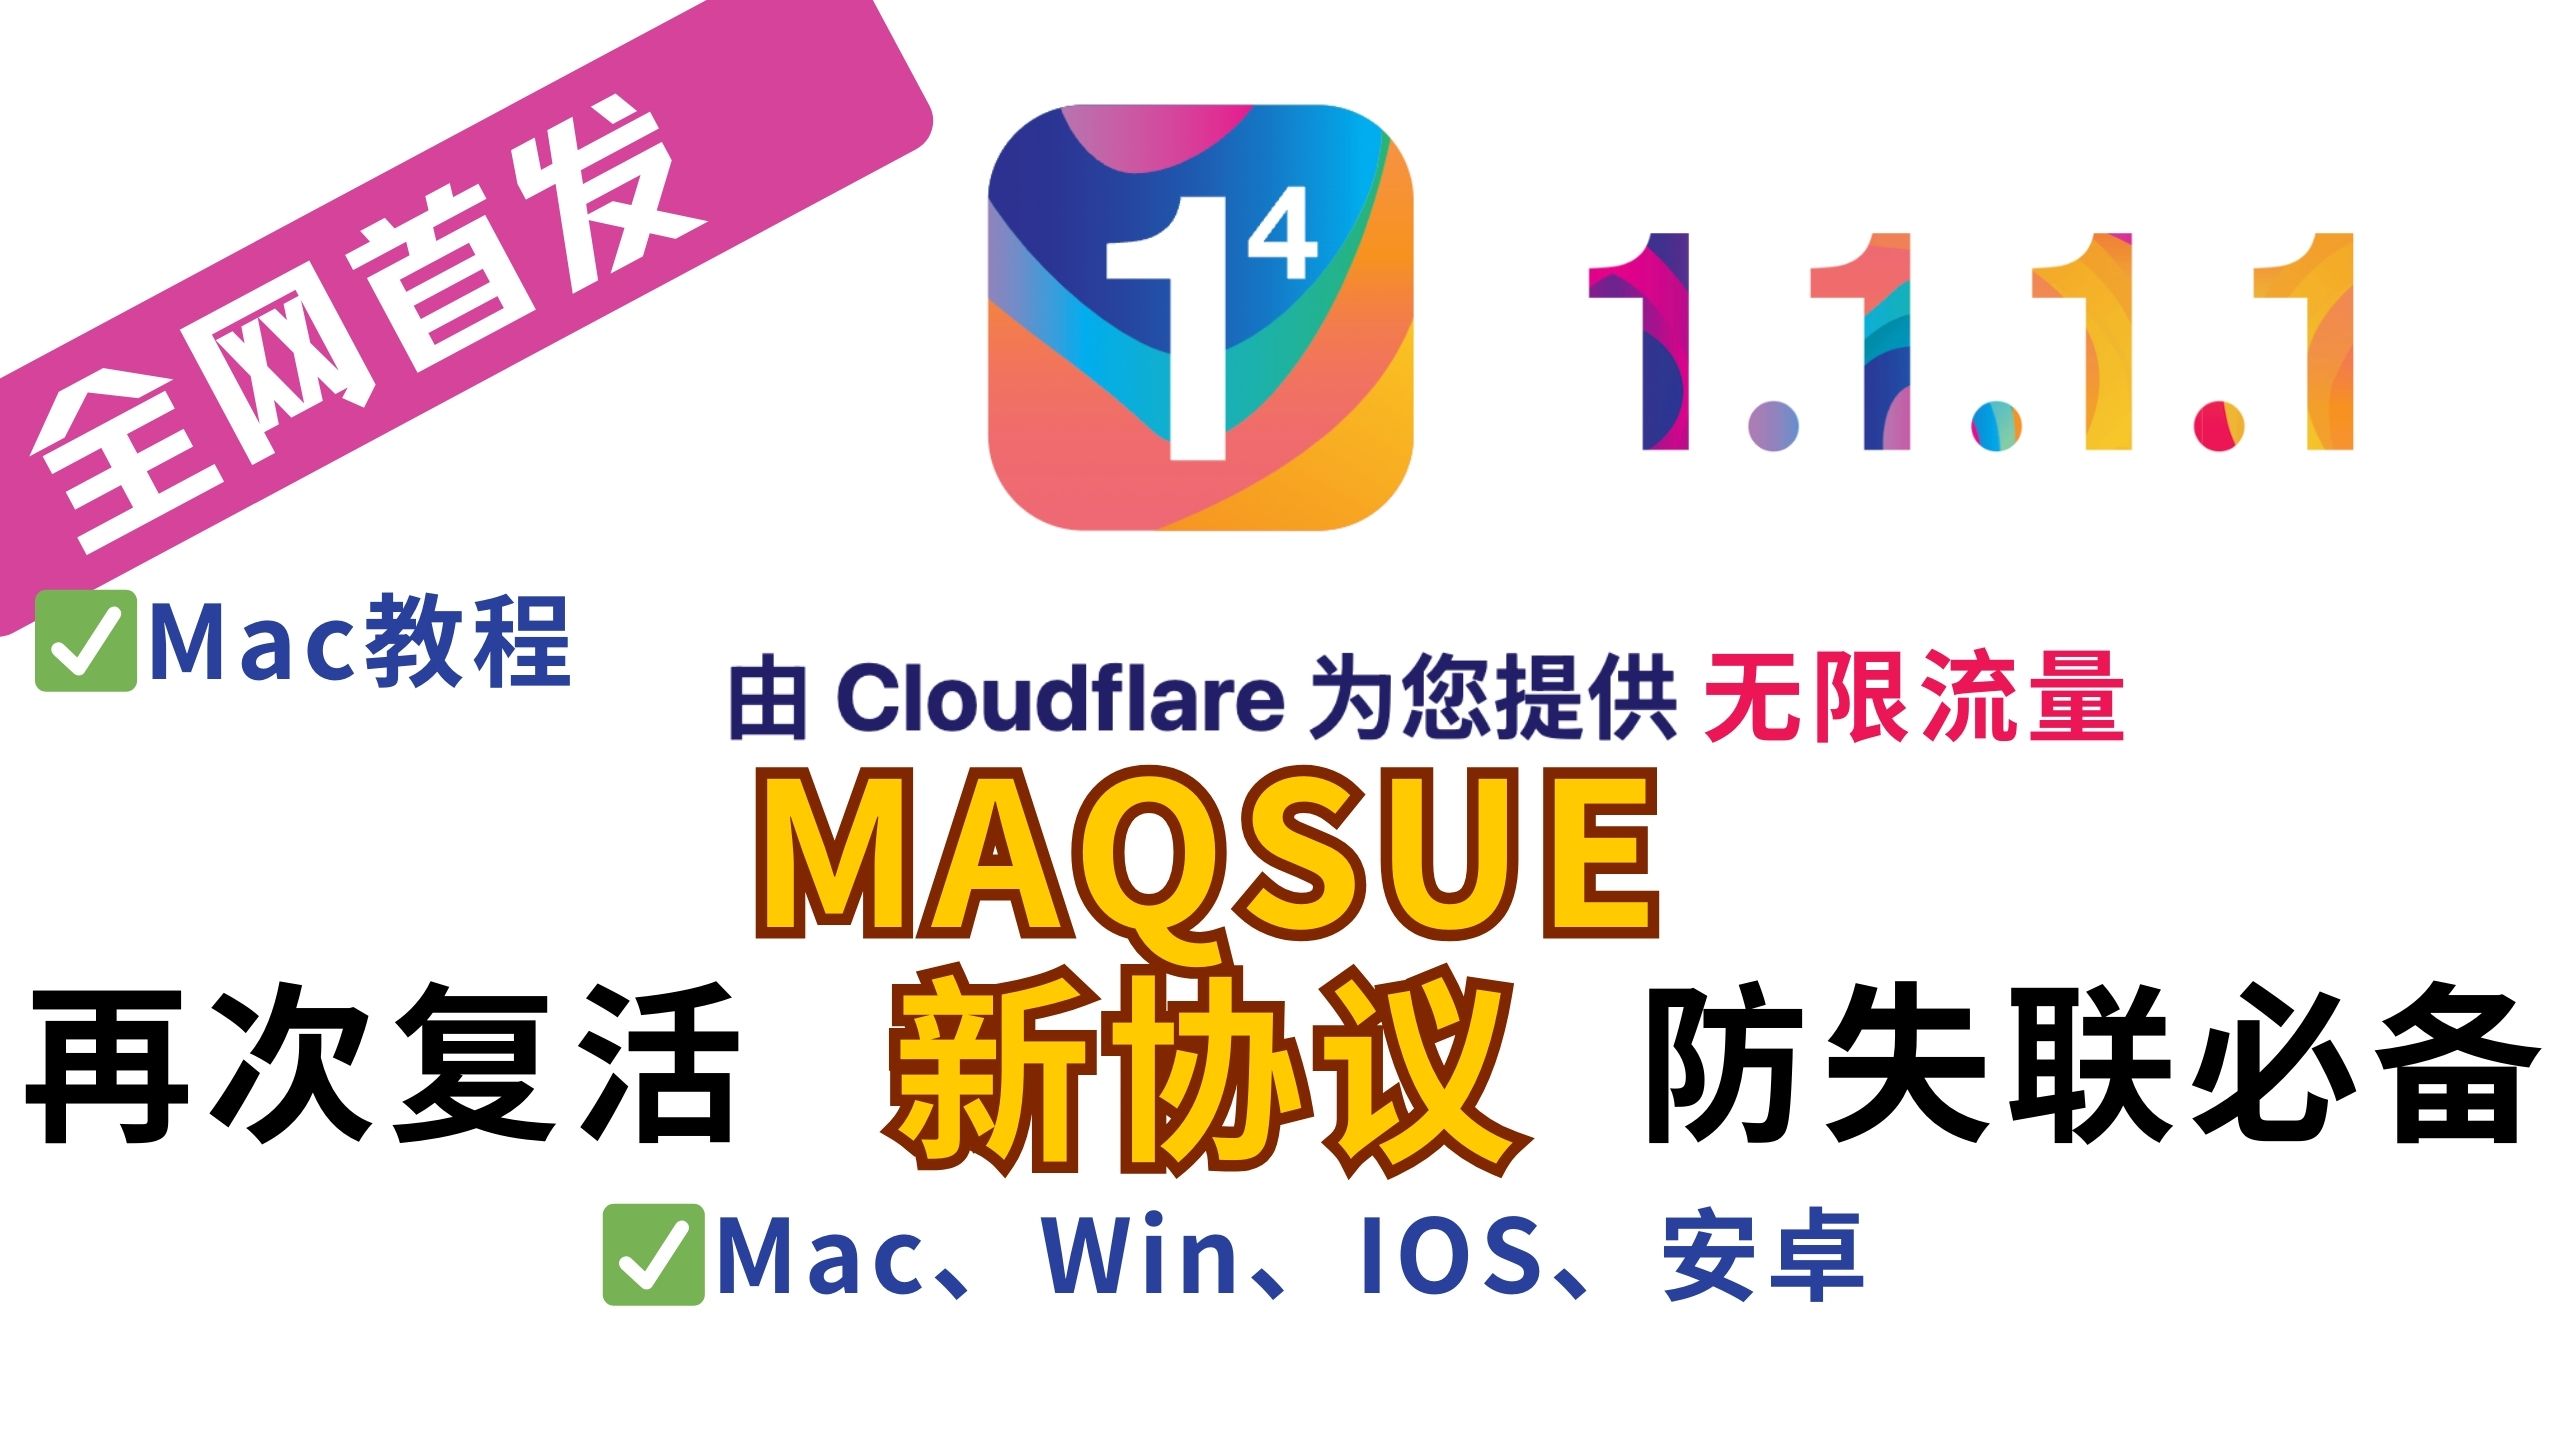 全网首发
1⁴
1.1.1.1
✅Mac教程
由 Cloudflare 为您提供 无限流量
MAQSUE
再次复活 新协议 防失联必备
✅Mac、Win、IOS、安卓